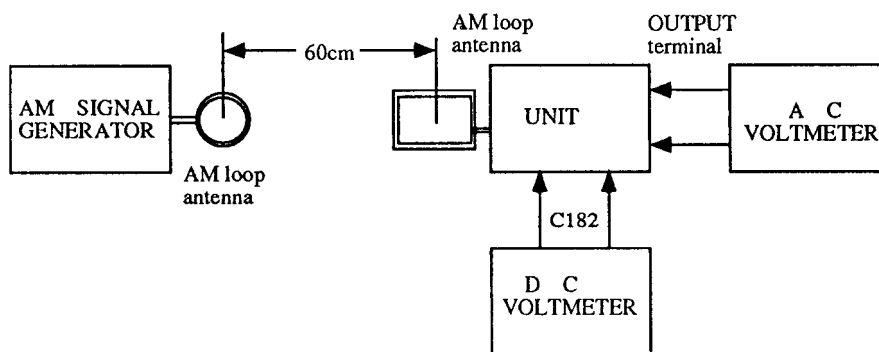 AM loop
antenna
OUTPUT
terminal
60cm
AM SIGNAL
GENERATOR
UNIT
A C
VOLTMETER
AM loop
antenna
C182
D C
VOLTMETER